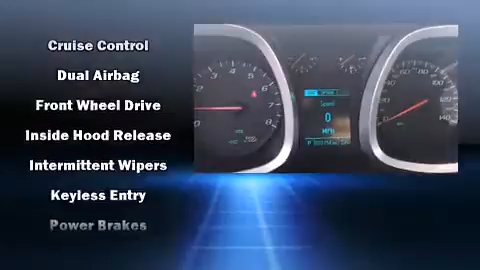 Cruise Control
Dual Airbag
Front Wheel Drive
Inside Hood Release
Intermittent Wipers
Keyless Entry
Power Brakes
Speed
0
MPH